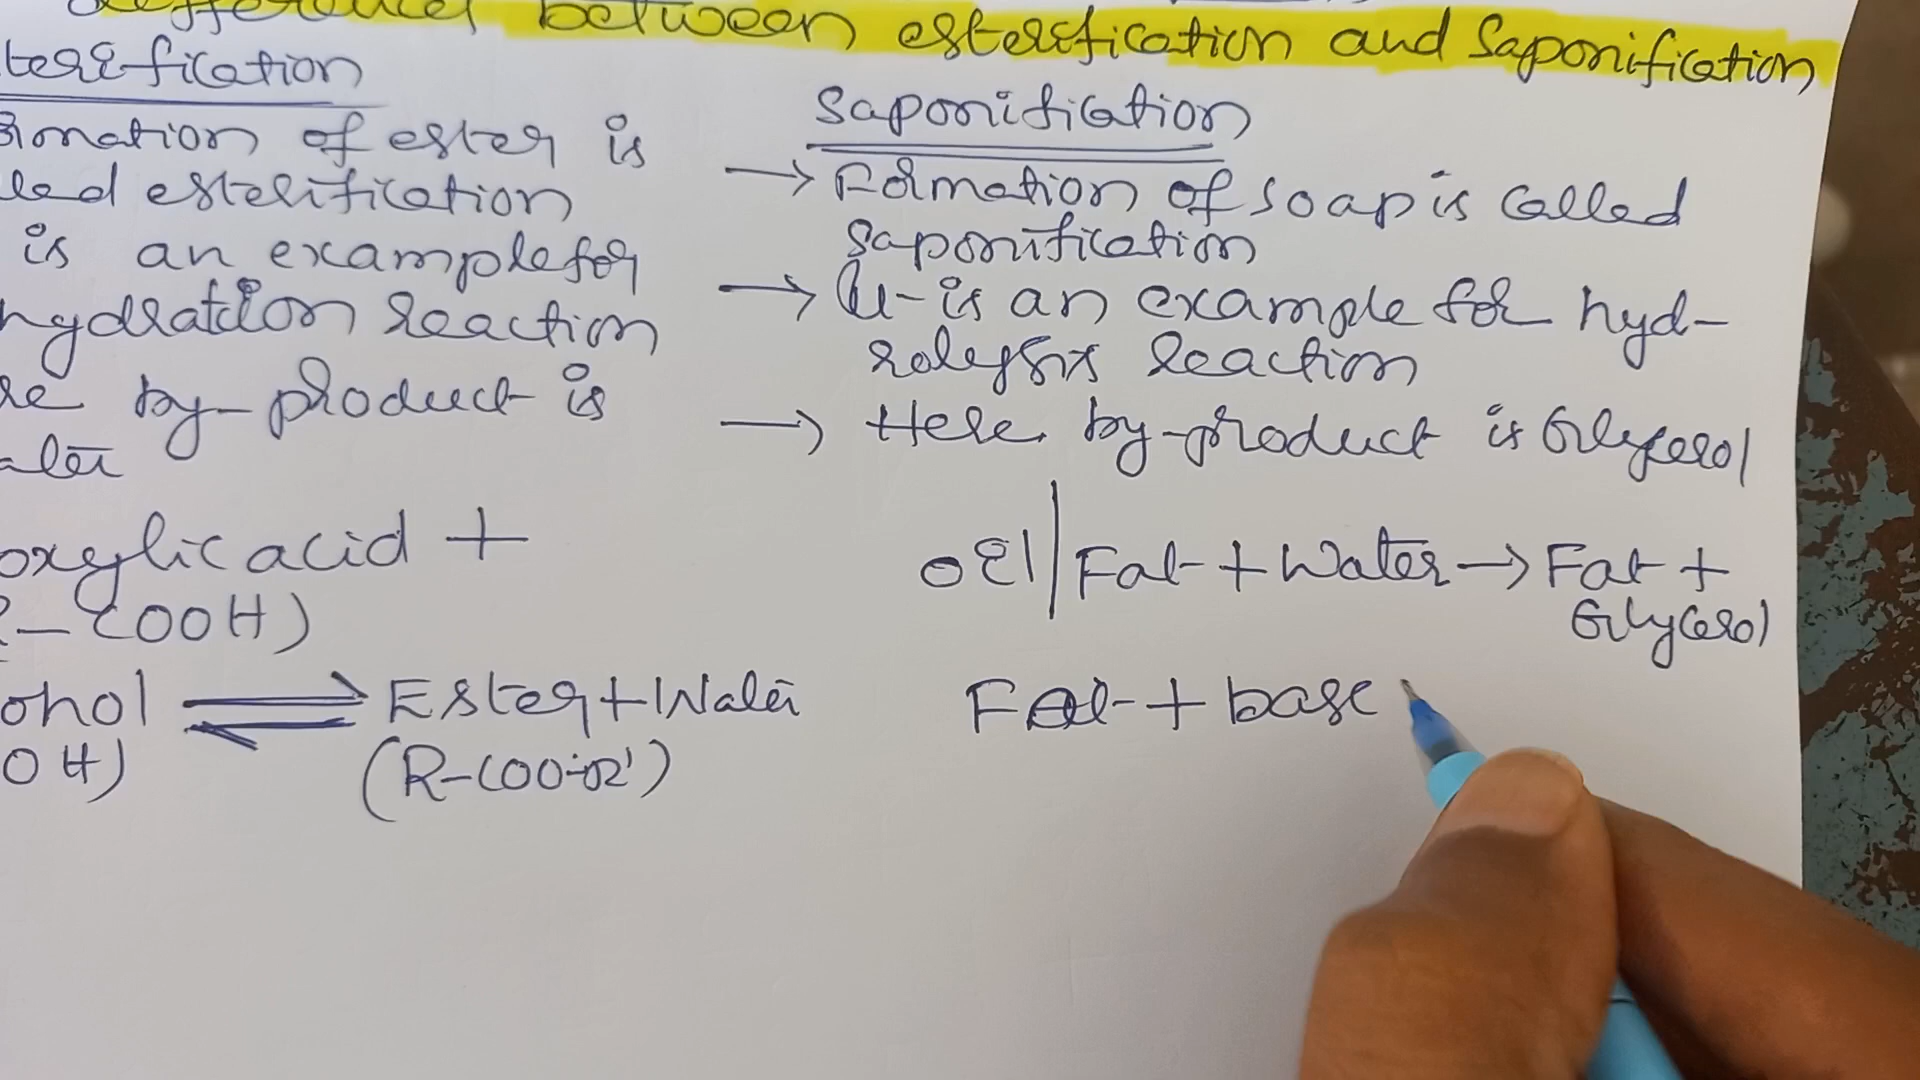 between esterification and Saponification
terification
rmation of ester is
led esterification
is an example for
hydration reaction
re by-product is
ater
oxylic acid +
R-COOH)
ohol ⇌ Ester + Water
OH) (R-COO-R')
Saponification
→ Formation of soap is called
saponification
→ It is an example for hyd-
rolysis reaction
→ Here by-product is Glycerol
oil / Fat + Water → Fat +
Glycerol
Fat + base